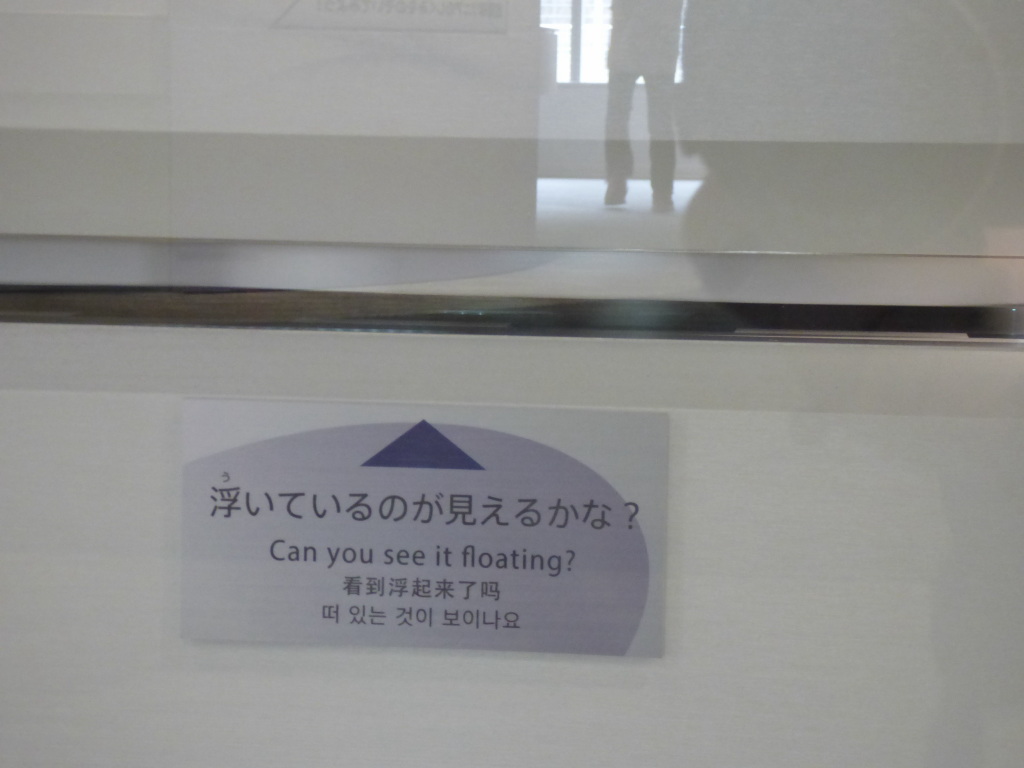 う
浮いているのが見えるかな？
Can you see it floating?
看到浮起来了吗
떠 있는 것이 보이나요